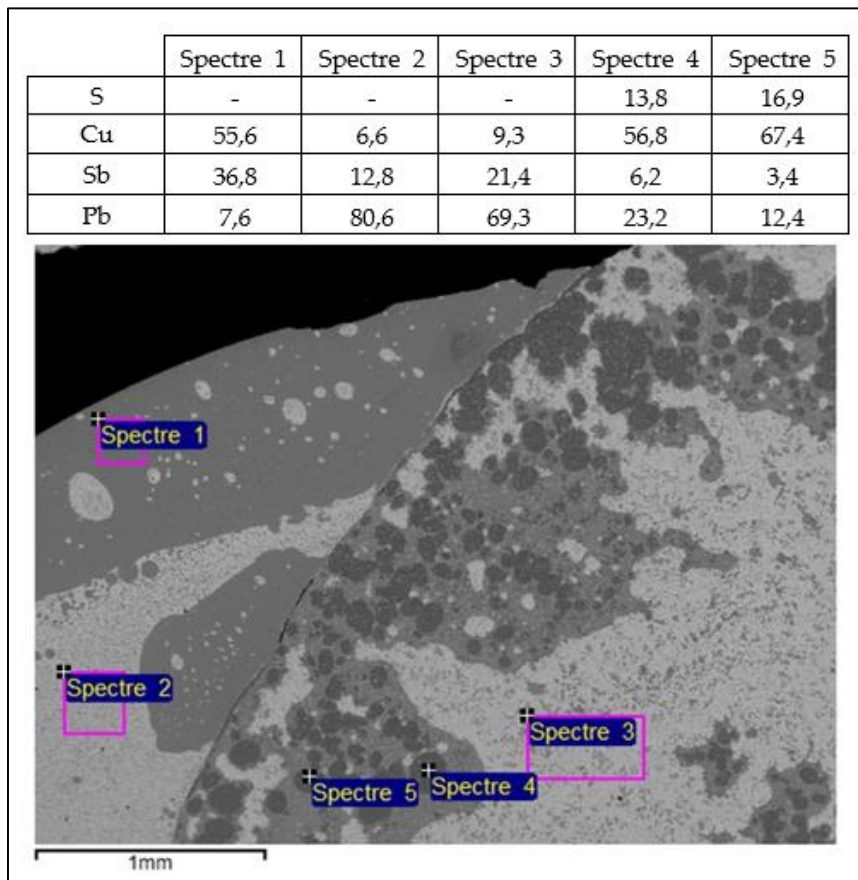 Spectre 1 Spectre 2 Spectre 3 Spectre 4 Spectre 5
S - - - 13,8 16,9
Cu 55,6 6,6 9,3 56,8 67,4
Sb 36,8 12,8 21,4 6,2 3,4
Pb 7,6 80,6 69,3 23,2 12,4
Spectre 1
Spectre 2
Spectre 3
Spectre 5
Spectre 4
1mm